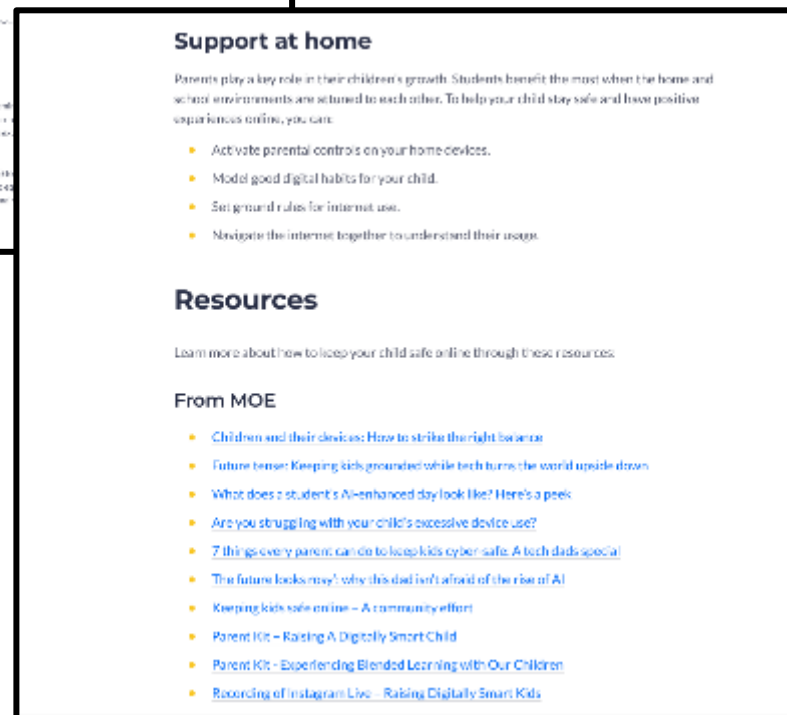 Support at home
Parents play a key role in their children's growth. Students benefit the most when the home and
school environments are attuned to each other. To help your child stay safe and have positive
experiences online, you can:
Activate parental controls on your home devices.
Model good digital habits for your child.
Set ground rules for internet use.
Navigate the internet together to understand their usage.
Resources
Learn more about how to keep your child safe online through these resources:
From MOE
Children and their devices: How to strike the right balance
Future tense: Keeping kids grounded while tech turns the world upside down
What does a student's AI-enhanced day look like? Here's a peek
Are you struggling with your child's excessive device use?
7 things every parent can do to keep kids cyber-safe. A tech dads special
The future looks rosy': why this dad isn't afraid of the rise of AI
Keeping kids safe online – A community effort
Parent Kit – Raising A Digitally Smart Child
Parent Kit - Experiencing Blended Learning with Our Children
Recording of Instagram Live – Raising Digitally Smart Kids